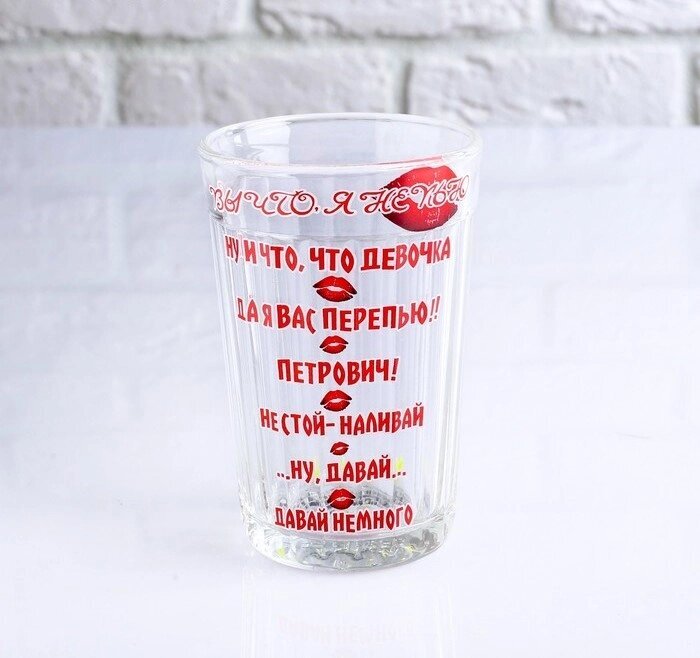 ВЫ ЧТО, Я НЕ ПЬЮ
НУ И ЧТО, ЧТО ДЕВОЧКА
ДА Я ВАС ПЕРЕПЬЮ!!
ПЕТРОВИЧ!
НЕ СТОЙ - НАЛИВАЙ
...НУ, ДАВАЙ...
ДАВАЙ НЕМНОГО